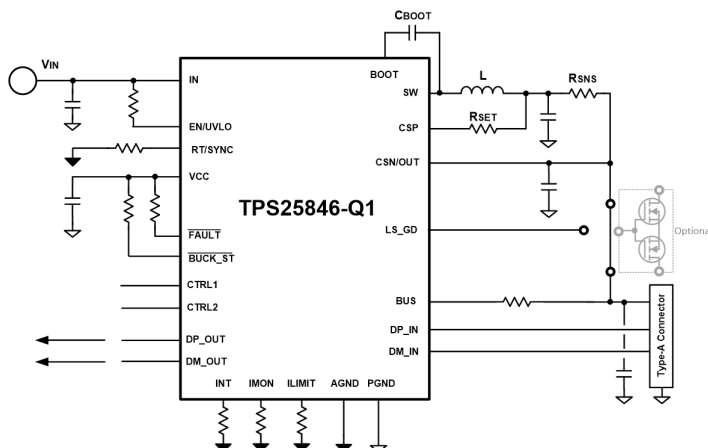 CBOOT
VIN
BOOT
IN
SW
L
RSNS
EN/UVLO
CSP
RSET
RT/SYNC
CSN/OUT
VCC
TPS25846-Q1
FAULT
LS_GD
Optiona
BUCK_ST
CTRL1
CTRL2
BUS
DP_OUT
DP_IN
DM_OUT
DM_IN
Type-A Connector
INT IMON ILIMIT AGND PGND